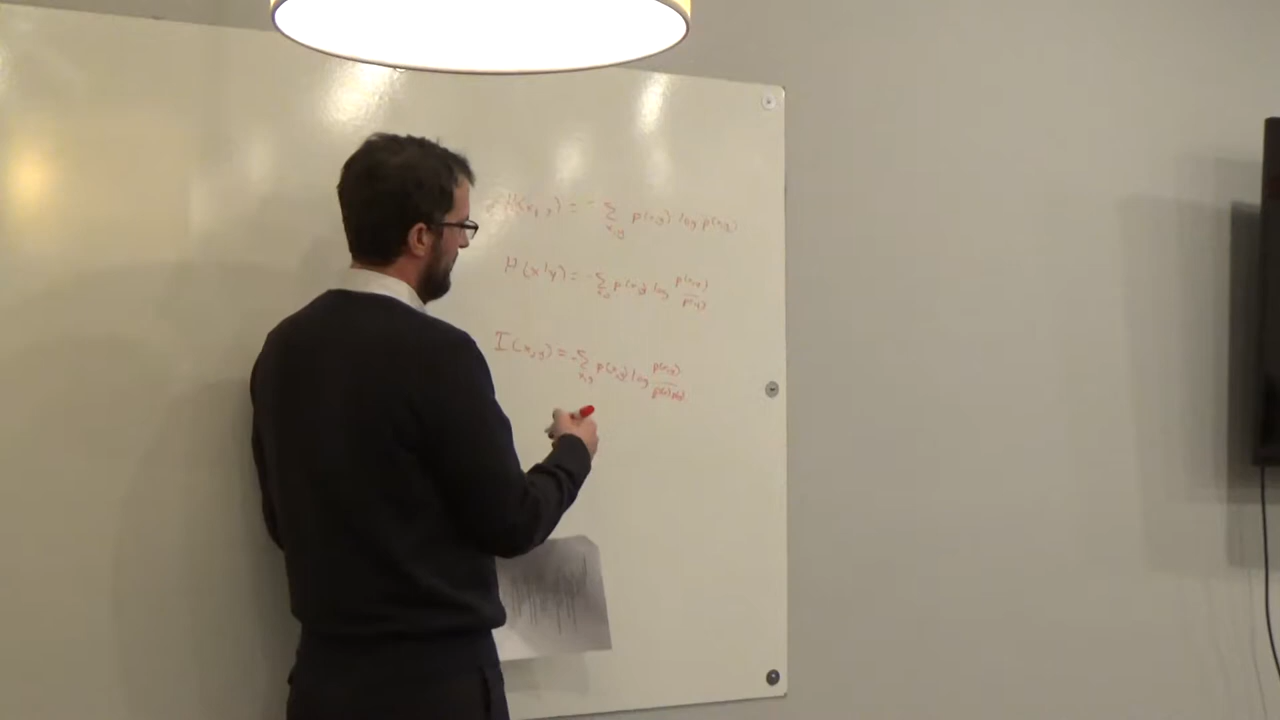 H(x,y) = - Σ p(x,y) log p(x,y)
x,y
H(x|y) = - Σ p(x,y) log p(x,y)/p(y)
x,y
I(x,y) = - Σ p(x,y) log p(x,y)/p(x)p(y)
x,y